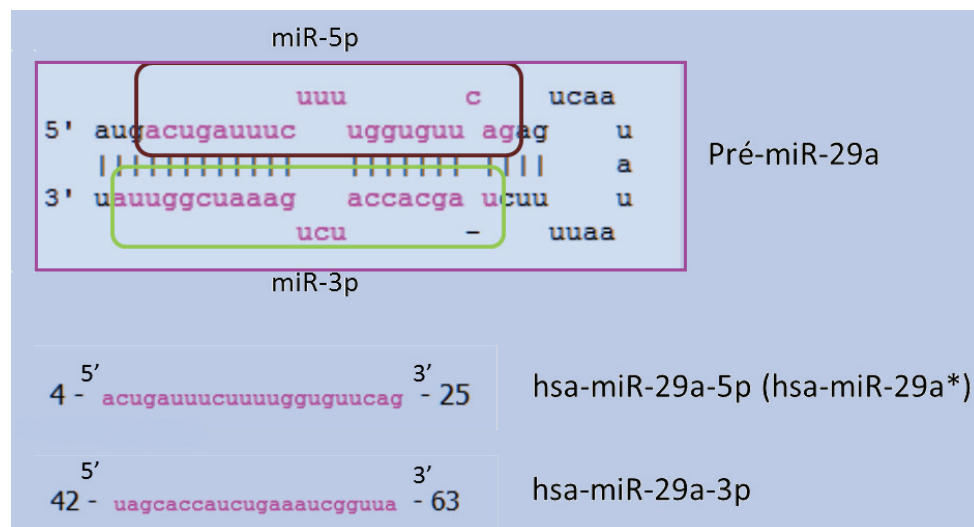 miR-5p
uuu c ucaa
5' augacugauuuc ugguguu agag u
|||||||||||| ||||||| |||| a
3' uauuggcuaaag accacga ucuu u
ucu - uuaa
Pré-miR-29a
miR-3p
5’ 3’
4 - acugauuucuuuugguguucag - 25
hsa-miR-29a-5p (hsa-miR-29a*)
5’ 3’
42 - uagcaccaucugaaaucgguua - 63
hsa-miR-29a-3p